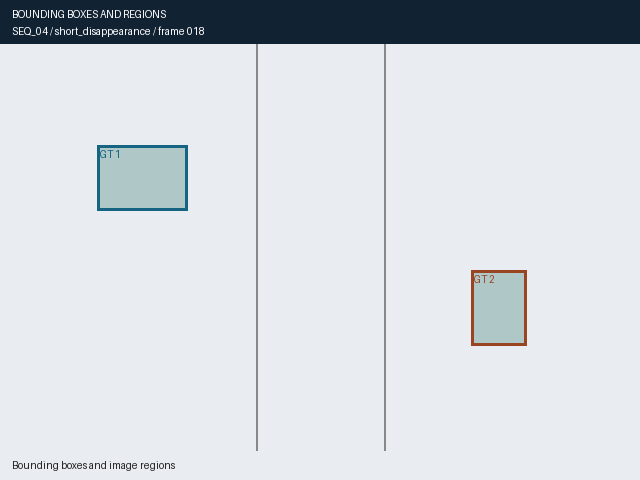 BOUNDING BOXES AND REGIONS
SEQ_04 / short_disappearance / frame 018
GT1
GT2
Bounding boxes and image regions